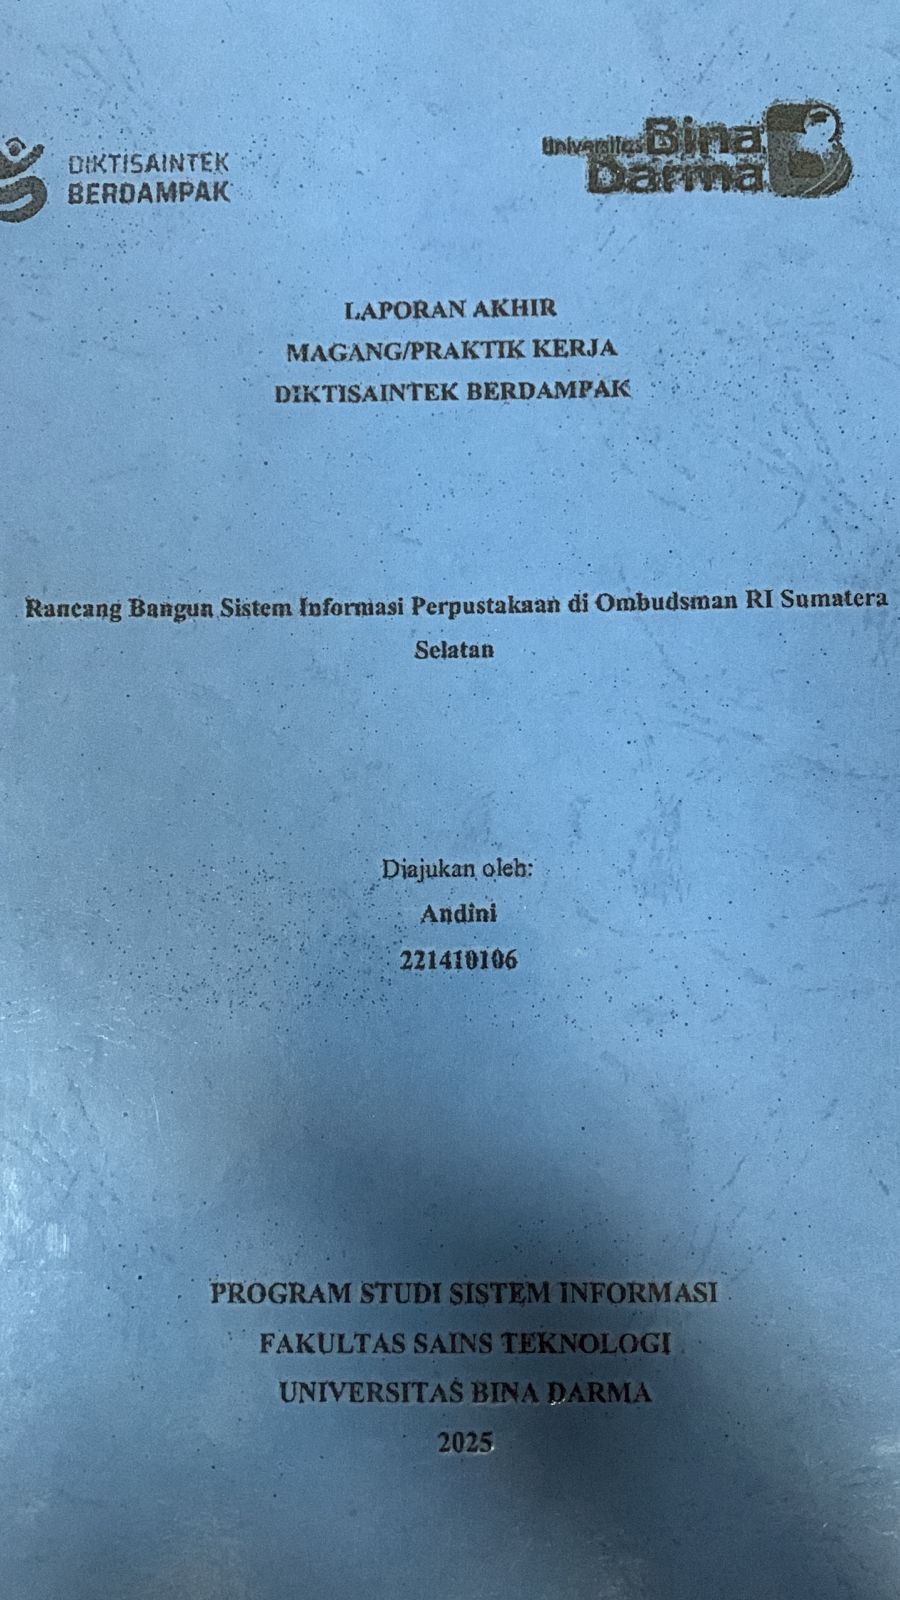 DIKTISAINTEK
BERDAMPAK
Universitas Bina
Darma
LAPORAN AKHIR
MAGANG/PRAKTIK KERJA
DIKTISAINTEK BERDAMPAK
Rancang Bangun Sistem Informasi Perpustakaan di Ombudsman RI Sumatera
Selatan
Diajukan oleh:
Andini
221410106
PROGRAM STUDI SISTEM INFORMASI
FAKULTAS SAINS TEKNOLOGI
UNIVERSITAS BINA DARMA
2025